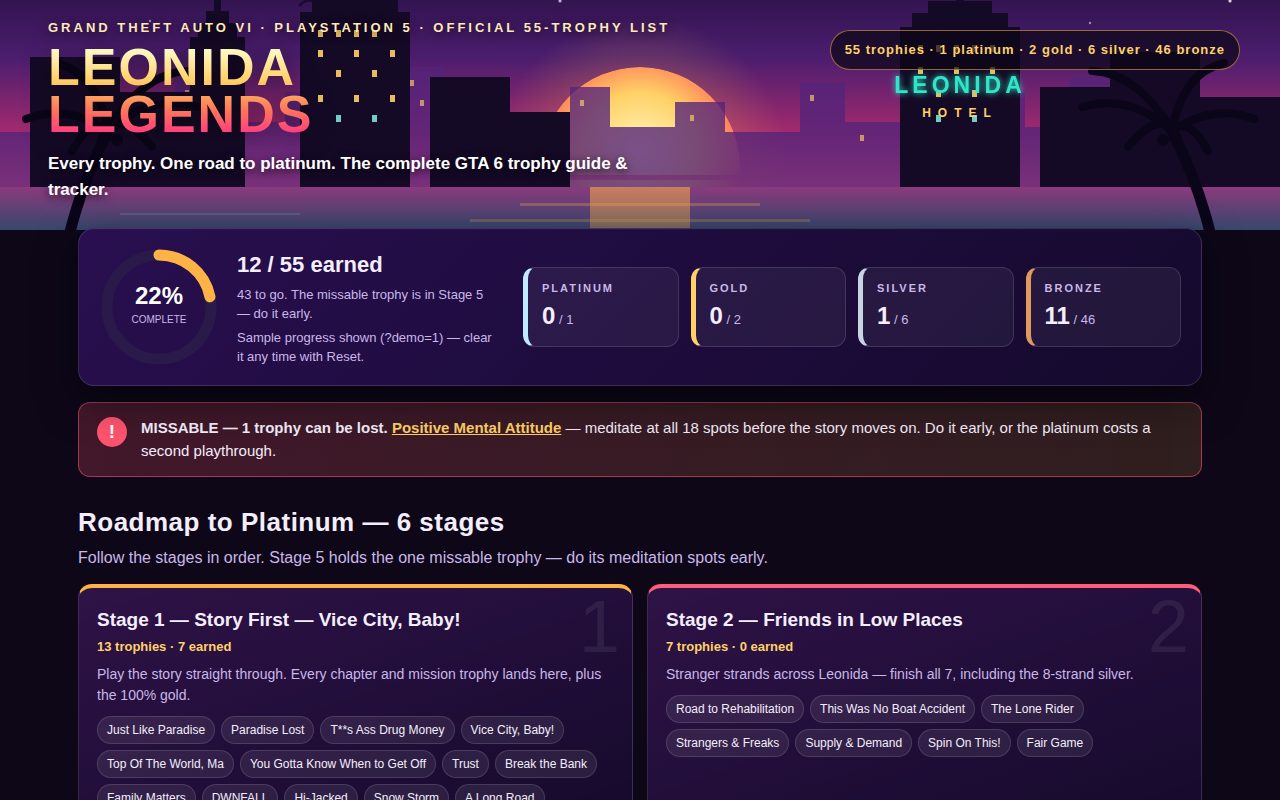 GRAND THEFT AUTO VI · PLAYSTATION 5 · OFFICIAL 55-TROPHY LIST
LEONIDA
LEGENDS
Every trophy. One road to platinum. The complete GTA 6 trophy guide &
tracker.
55 trophies · 1 platinum · 2 gold · 6 silver · 46 bronze
LEONIDA
HOTEL
22%
COMPLETE
12 / 55 earned
43 to go. The missable trophy is in Stage 5
— do it early.
Sample progress shown (?demo=1) — clear
it any time with Reset.
PLATINUM
0 / 1
GOLD
0 / 2
SILVER
1 / 6
BRONZE
11 / 46
!
MISSABLE — 1 trophy can be lost. Positive Mental Attitude — meditate at all 18 spots before the story moves on. Do it early, or the platinum costs a
second playthrough.
Roadmap to Platinum — 6 stages
Follow the stages in order. Stage 5 holds the one missable trophy — do its meditation spots early.
1
Stage 1 — Story First — Vice City, Baby!
13 trophies · 7 earned
Play the story straight through. Every chapter and mission trophy lands here, plus
the 100% gold.
Just Like Paradise Paradise Lost T**s Ass Drug Money Vice City, Baby!
Top Of The World, Ma You Gotta Know When to Get Off Trust Break the Bank
Family Matters DWNFALL Hi-Jacked Snow Storm A Long Road
2
Stage 2 — Friends in Low Places
7 trophies · 0 earned
Stranger strands across Leonida — finish all 7, including the 8-strand silver.
Road to Rehabilitation This Was No Boat Accident The Lone Rider
Strangers & Freaks Supply & Demand Spin On This! Fair Game